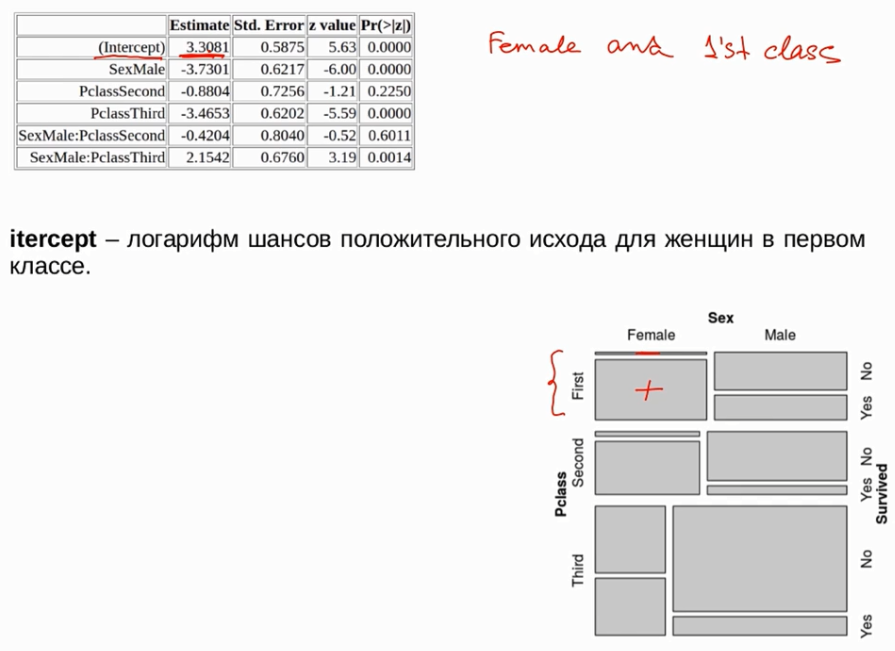 Estimate Std. Error z value Pr(>|z|)
(Intercept) 3.3081 0.5875 5.63 0.0000
SexMale -3.7301 0.6217 -6.00 0.0000
PclassSecond -0.8804 0.7256 -1.21 0.2250
PclassThird -3.4653 0.6202 -5.59 0.0000
SexMale:PclassSecond -0.4204 0.8040 -0.52 0.6011
SexMale:PclassThird 2.1542 0.6760 3.19 0.0014
Female and 1'st class
itercept – логарифм шансов положительного исхода для женщин в первом
классе.
Sex
Female Male
First
No
Yes
Second
No
Yes
Third
No
Yes
Pclass
Survived